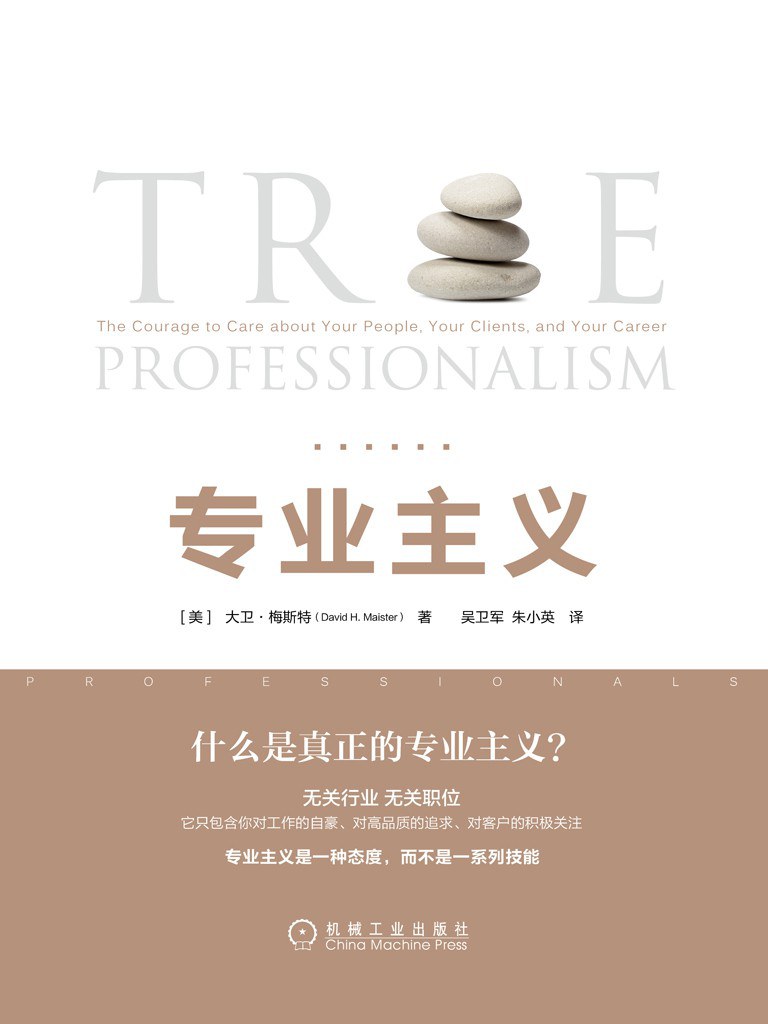 TR E
The Courage to Care about Your People, Your Clients, and Your Career
PROFESSIONALISM
专业主义
[美] 大卫·梅斯特(David H. Maister) 著 吴卫军 朱小英 译
PROFESSIONALS
什么是真正的专业主义？
无关行业 无关职位
它只包含你对工作的自豪、对高品质的追求、对客户的积极关注
专业主义是一种态度，而不是一系列技能
机械工业出版社
China Machine Press